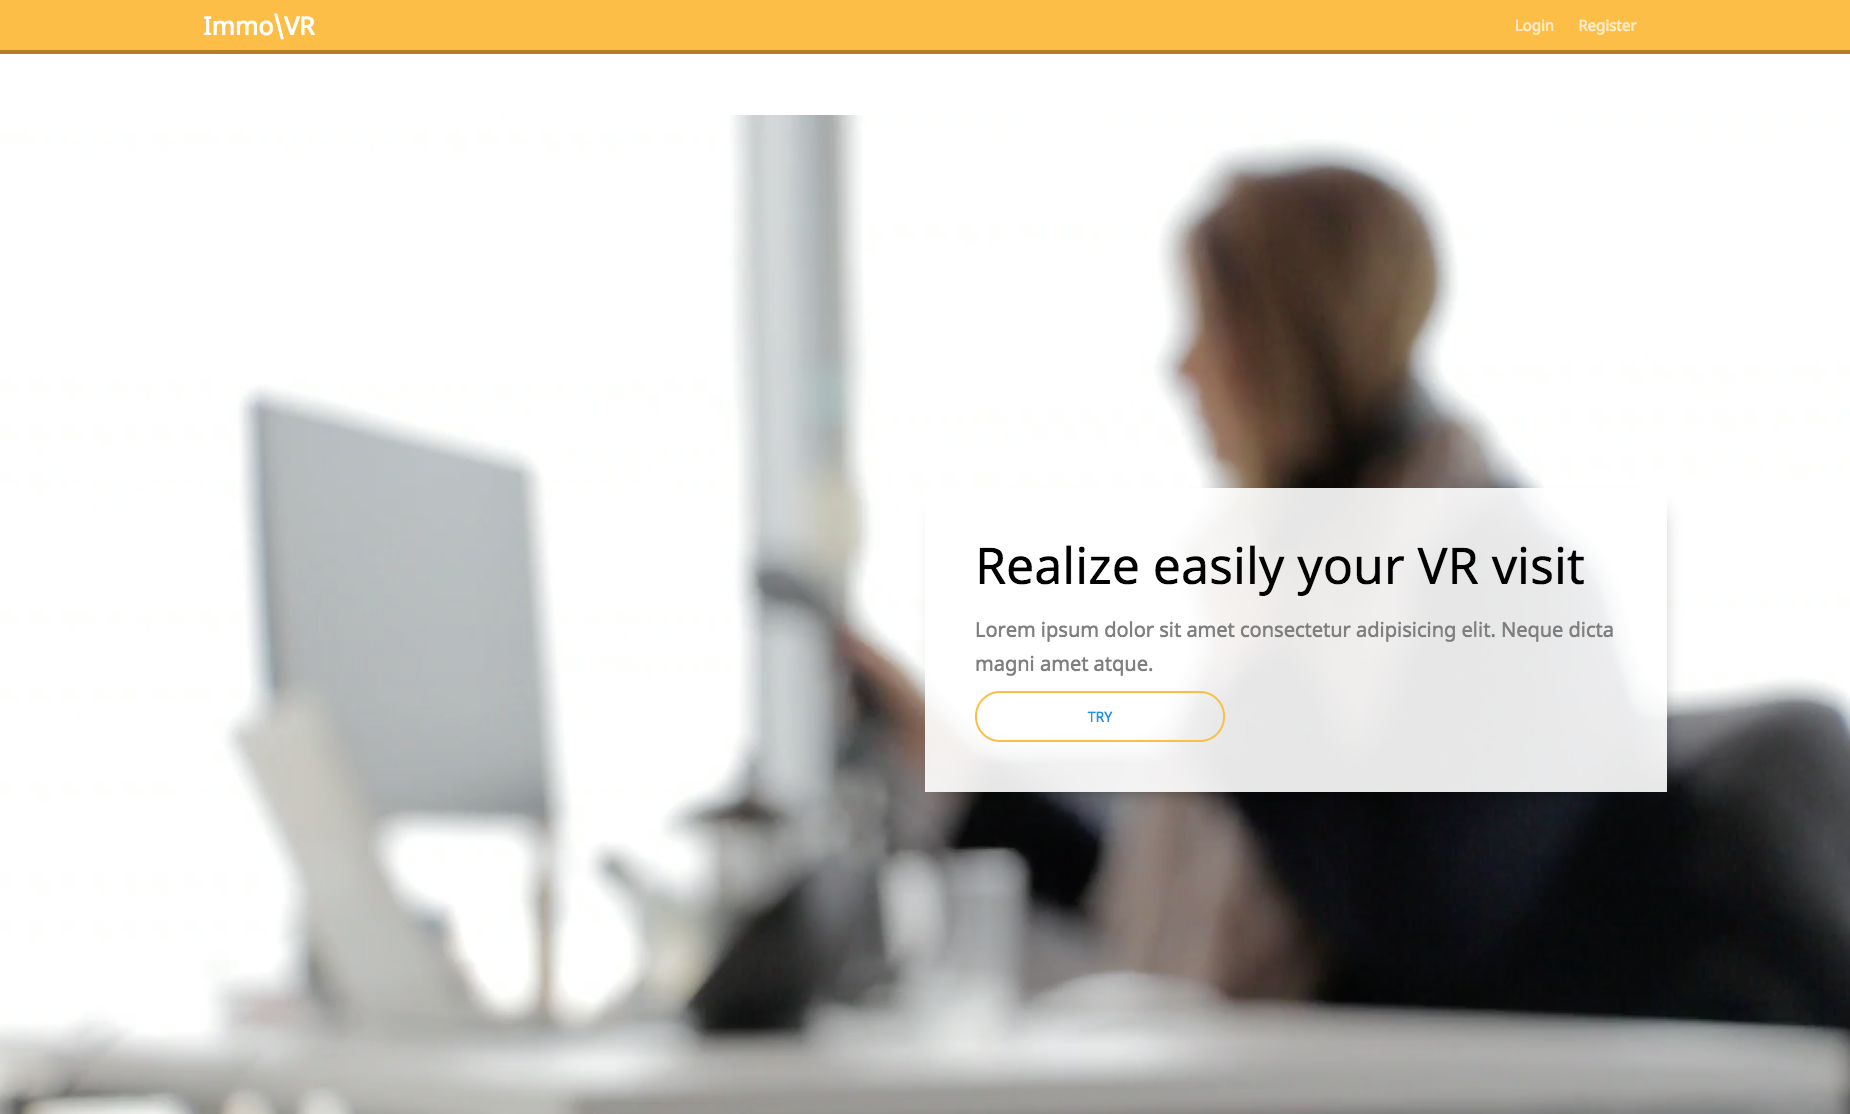 Immo\VR
Login Register
Realize easily your VR visit
Lorem ipsum dolor sit amet consectetur adipisicing elit. Neque dicta
magni amet atque.
TRY